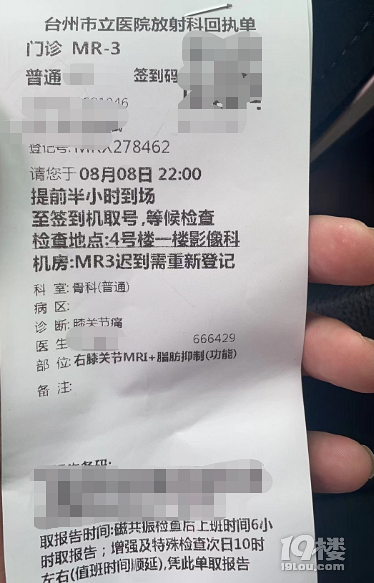 台州市立医院放射科回执单
门诊 MR-3
普通 签到码
登记号:MRX278462
请您于08月08日 22:00
提前半小时到场
至签到机取号,等候检查
检查地点:4号楼一楼影像科
机房:MR3迟到需重新登记
科 室:骨科(普通)
病 区:
诊 断:膝关节痛
医 生 666429
部 位:右膝关节MRI+脂肪抑制(功能)
备 注:
取报告时间:磁共振检查后上班时间6小
时取报告；增强及特殊检查次日10时
左右(值班时间顺延),凭此单取报告
19楼
19lou.com